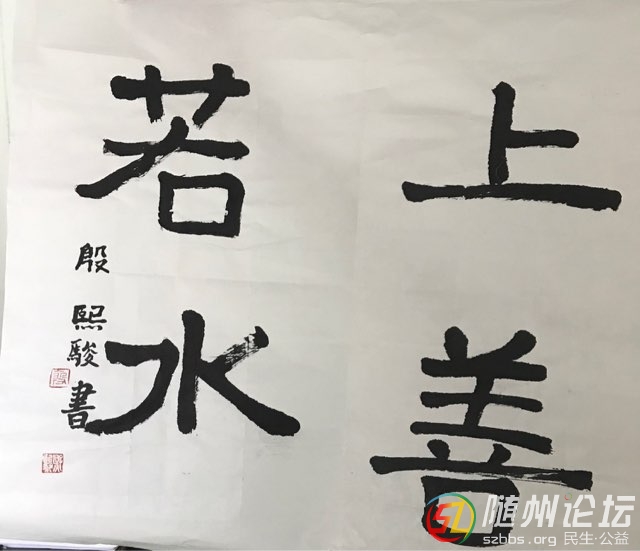 上善
若水
殷熙駿書
随州论坛
szbbs.org 民生·公益